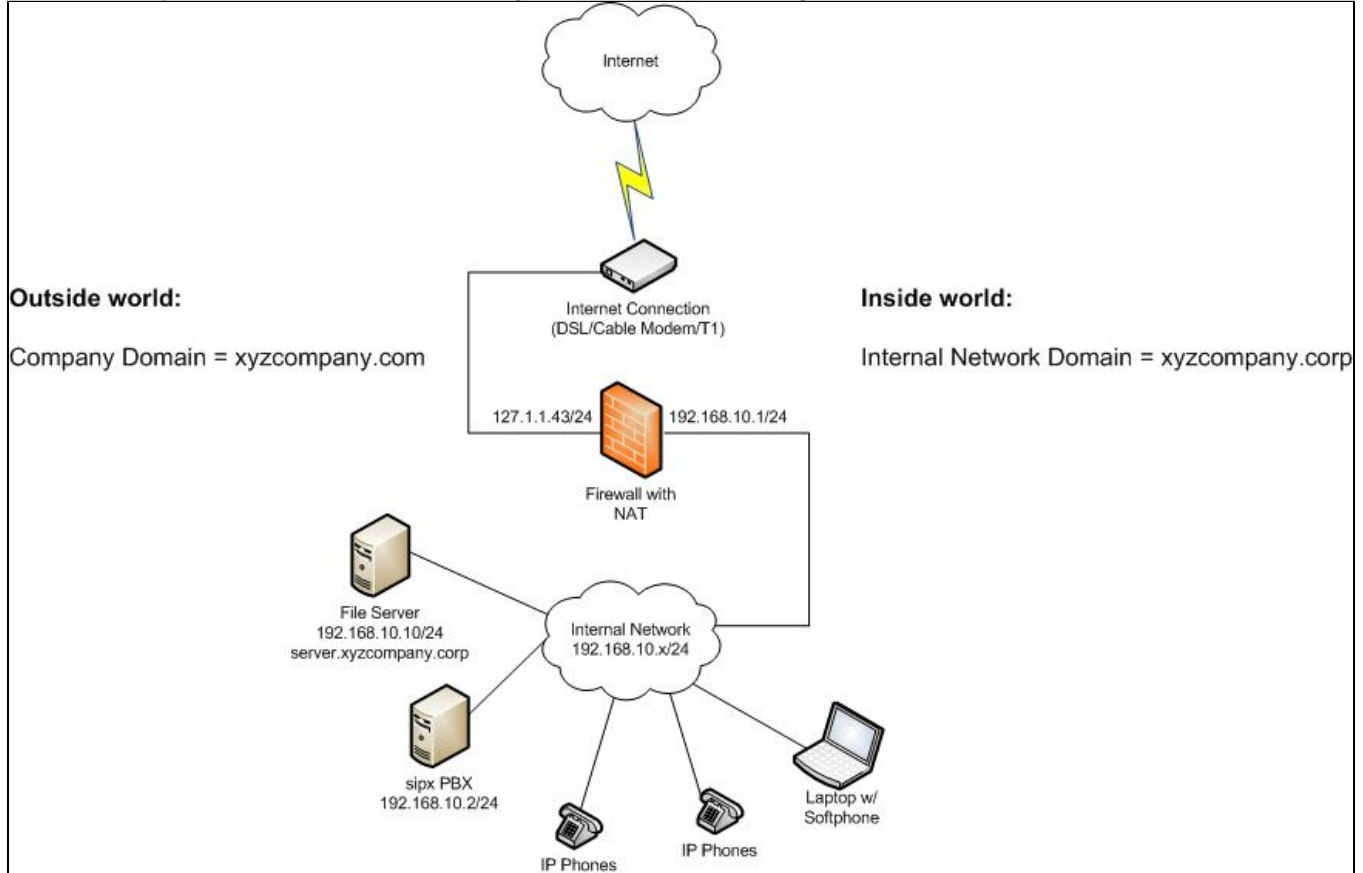 Internet
Internet Connection
(DSL/Cable Modem/T1)
Outside world:
Company Domain = xyzcompany.com
Inside world:
Internal Network Domain = xyzcompany.corp
127.1.1.43/24
192.168.10.1/24
Firewall with
NAT
File Server
192.168.10.10/24
server.xyzcompany.corp
Internal Network
192.168.10.x/24
sipx PBX
192.168.10.2/24
IP Phones
IP Phones
Laptop w/
Softphone